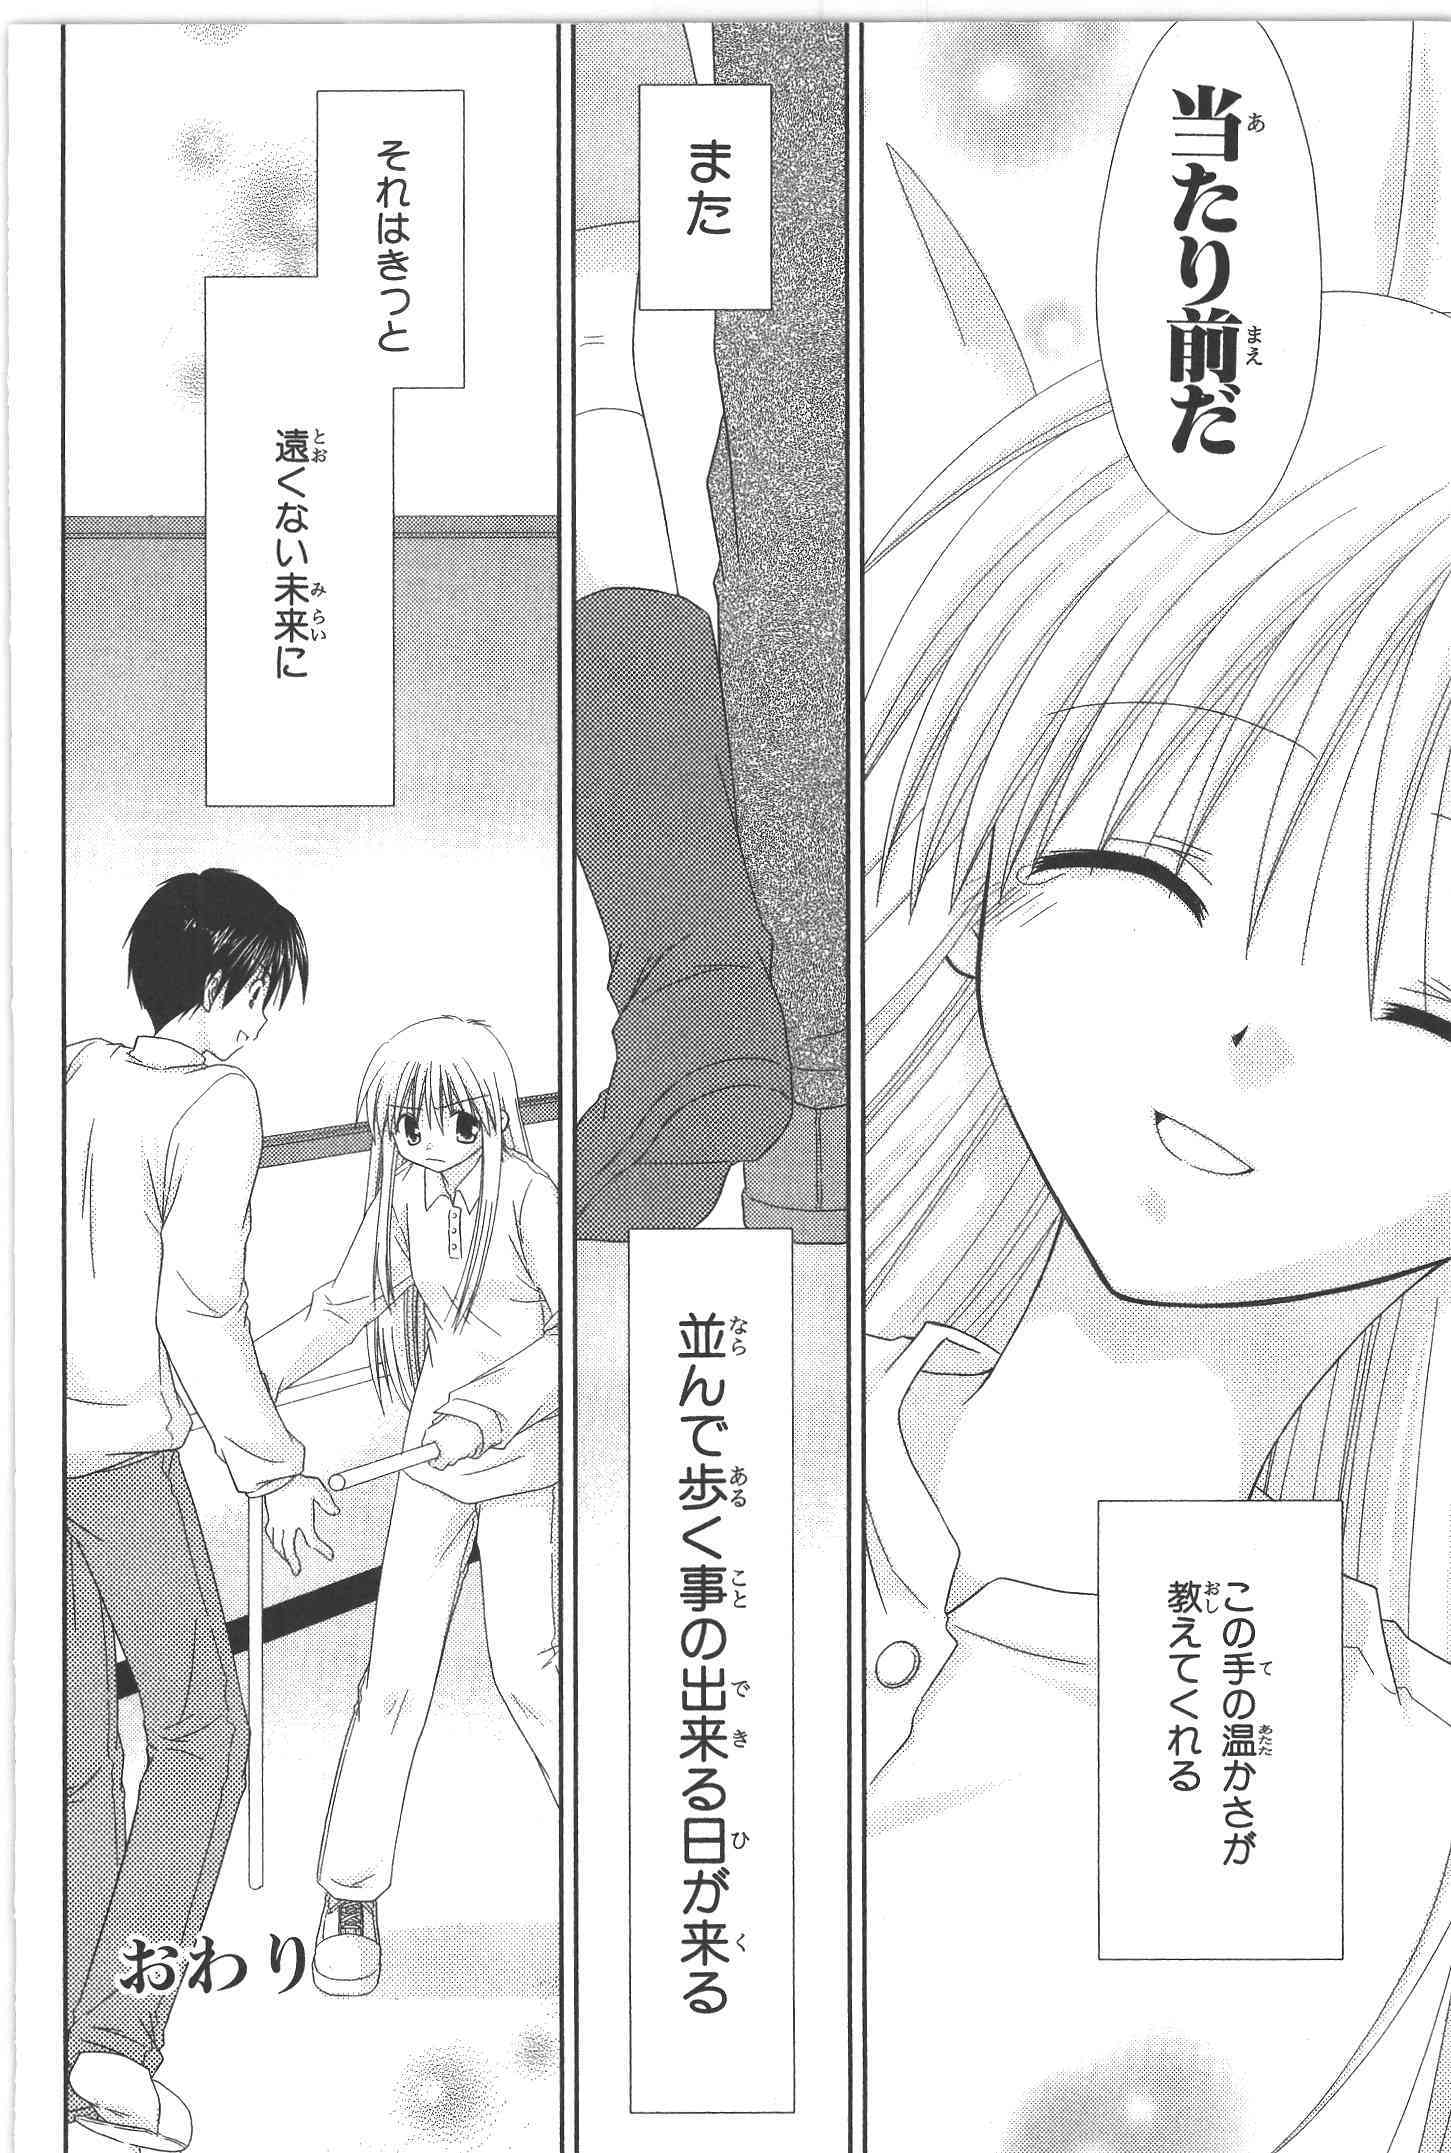 当たり前だ
この手の温かさが
教えてくれる
また
並んで歩く事の出来る日が来る
それはきっと
遠くない未来に
おわり